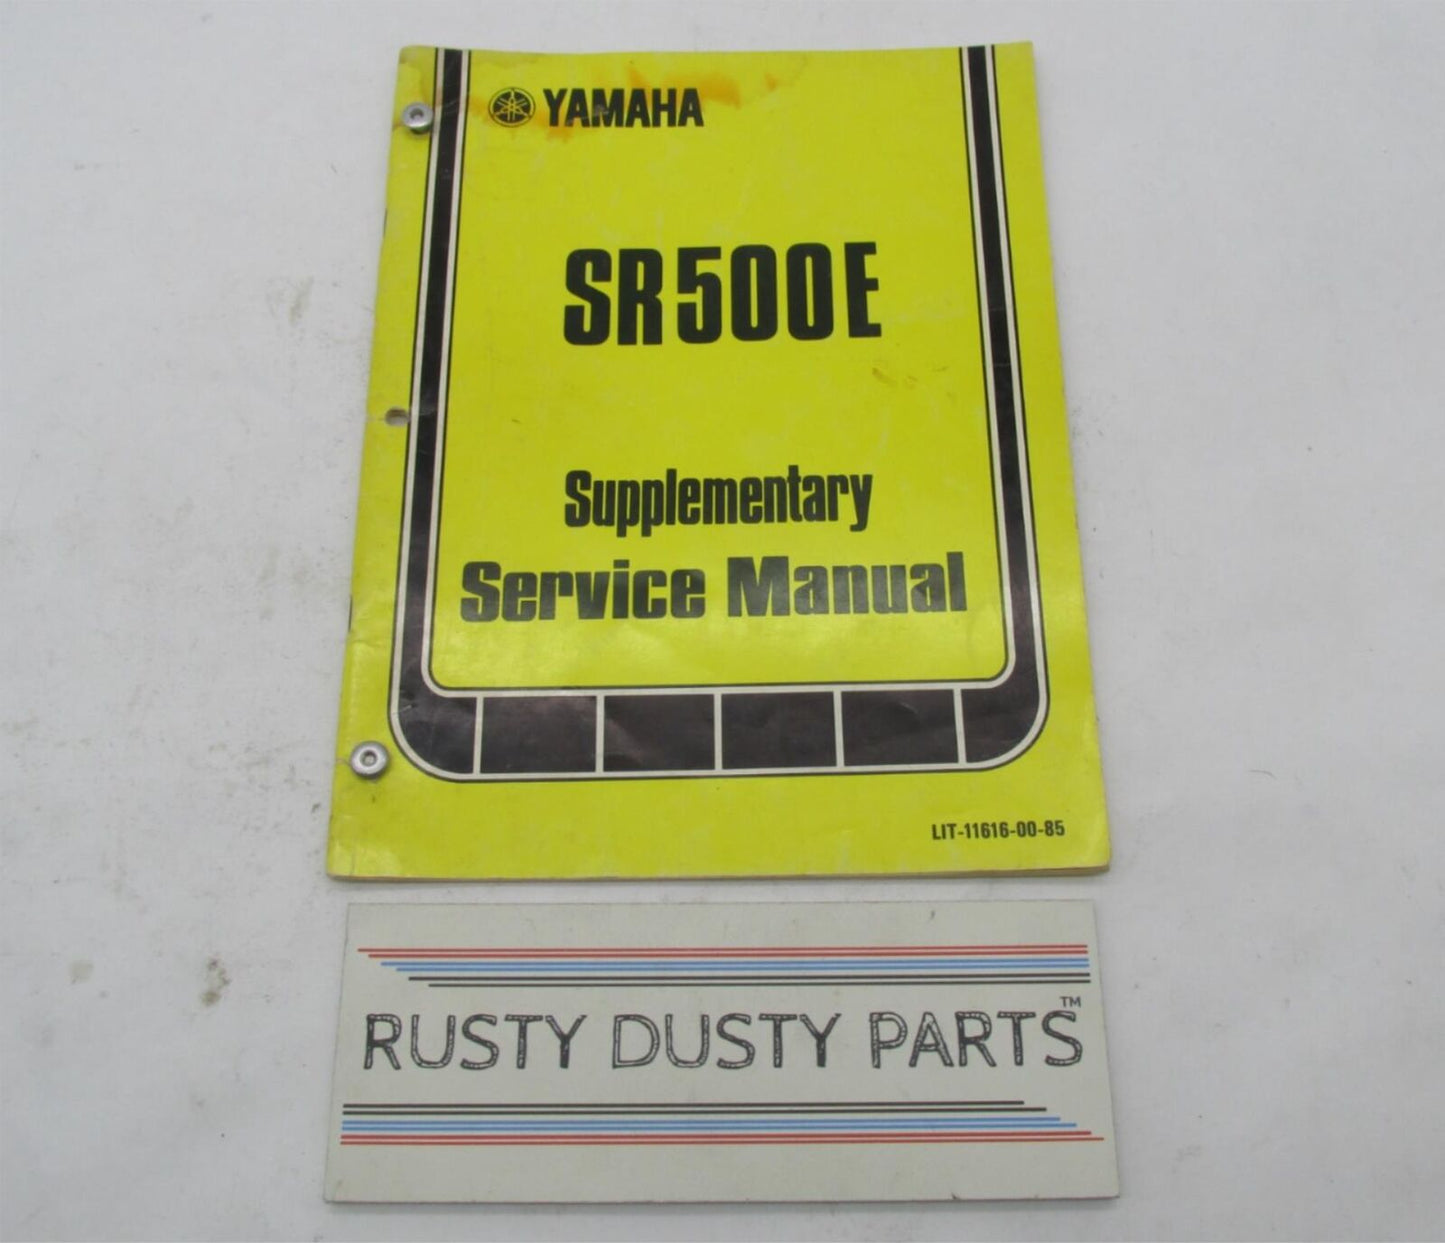 YAMAHA
SR500E
Supplementary
Service Manual
LIT-11616-00-85
RUSTY DUSTY PARTS™